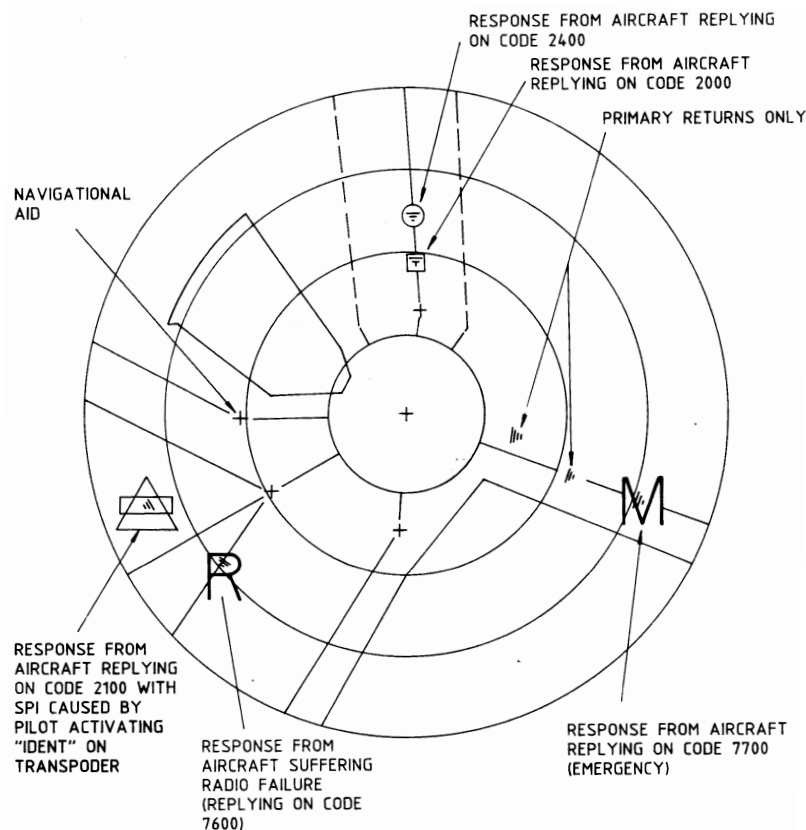 RESPONSE FROM AIRCRAFT REPLYING
ON CODE 2400
RESPONSE FROM AIRCRAFT
REPLYING ON CODE 2000
PRIMARY RETURNS ONLY
NAVIGATIONAL
AID
M
R
RESPONSE FROM
AIRCRAFT REPLYING
ON CODE 2100 WITH
SPI CAUSED BY
PILOT ACTIVATING
"IDENT" ON
TRANSPODER
RESPONSE FROM
AIRCRAFT SUFFERING
RADIO FAILURE
(REPLYING ON CODE
7600)
RESPONSE FROM AIRCRAFT
REPLYING ON CODE 7700
(EMERGENCY)